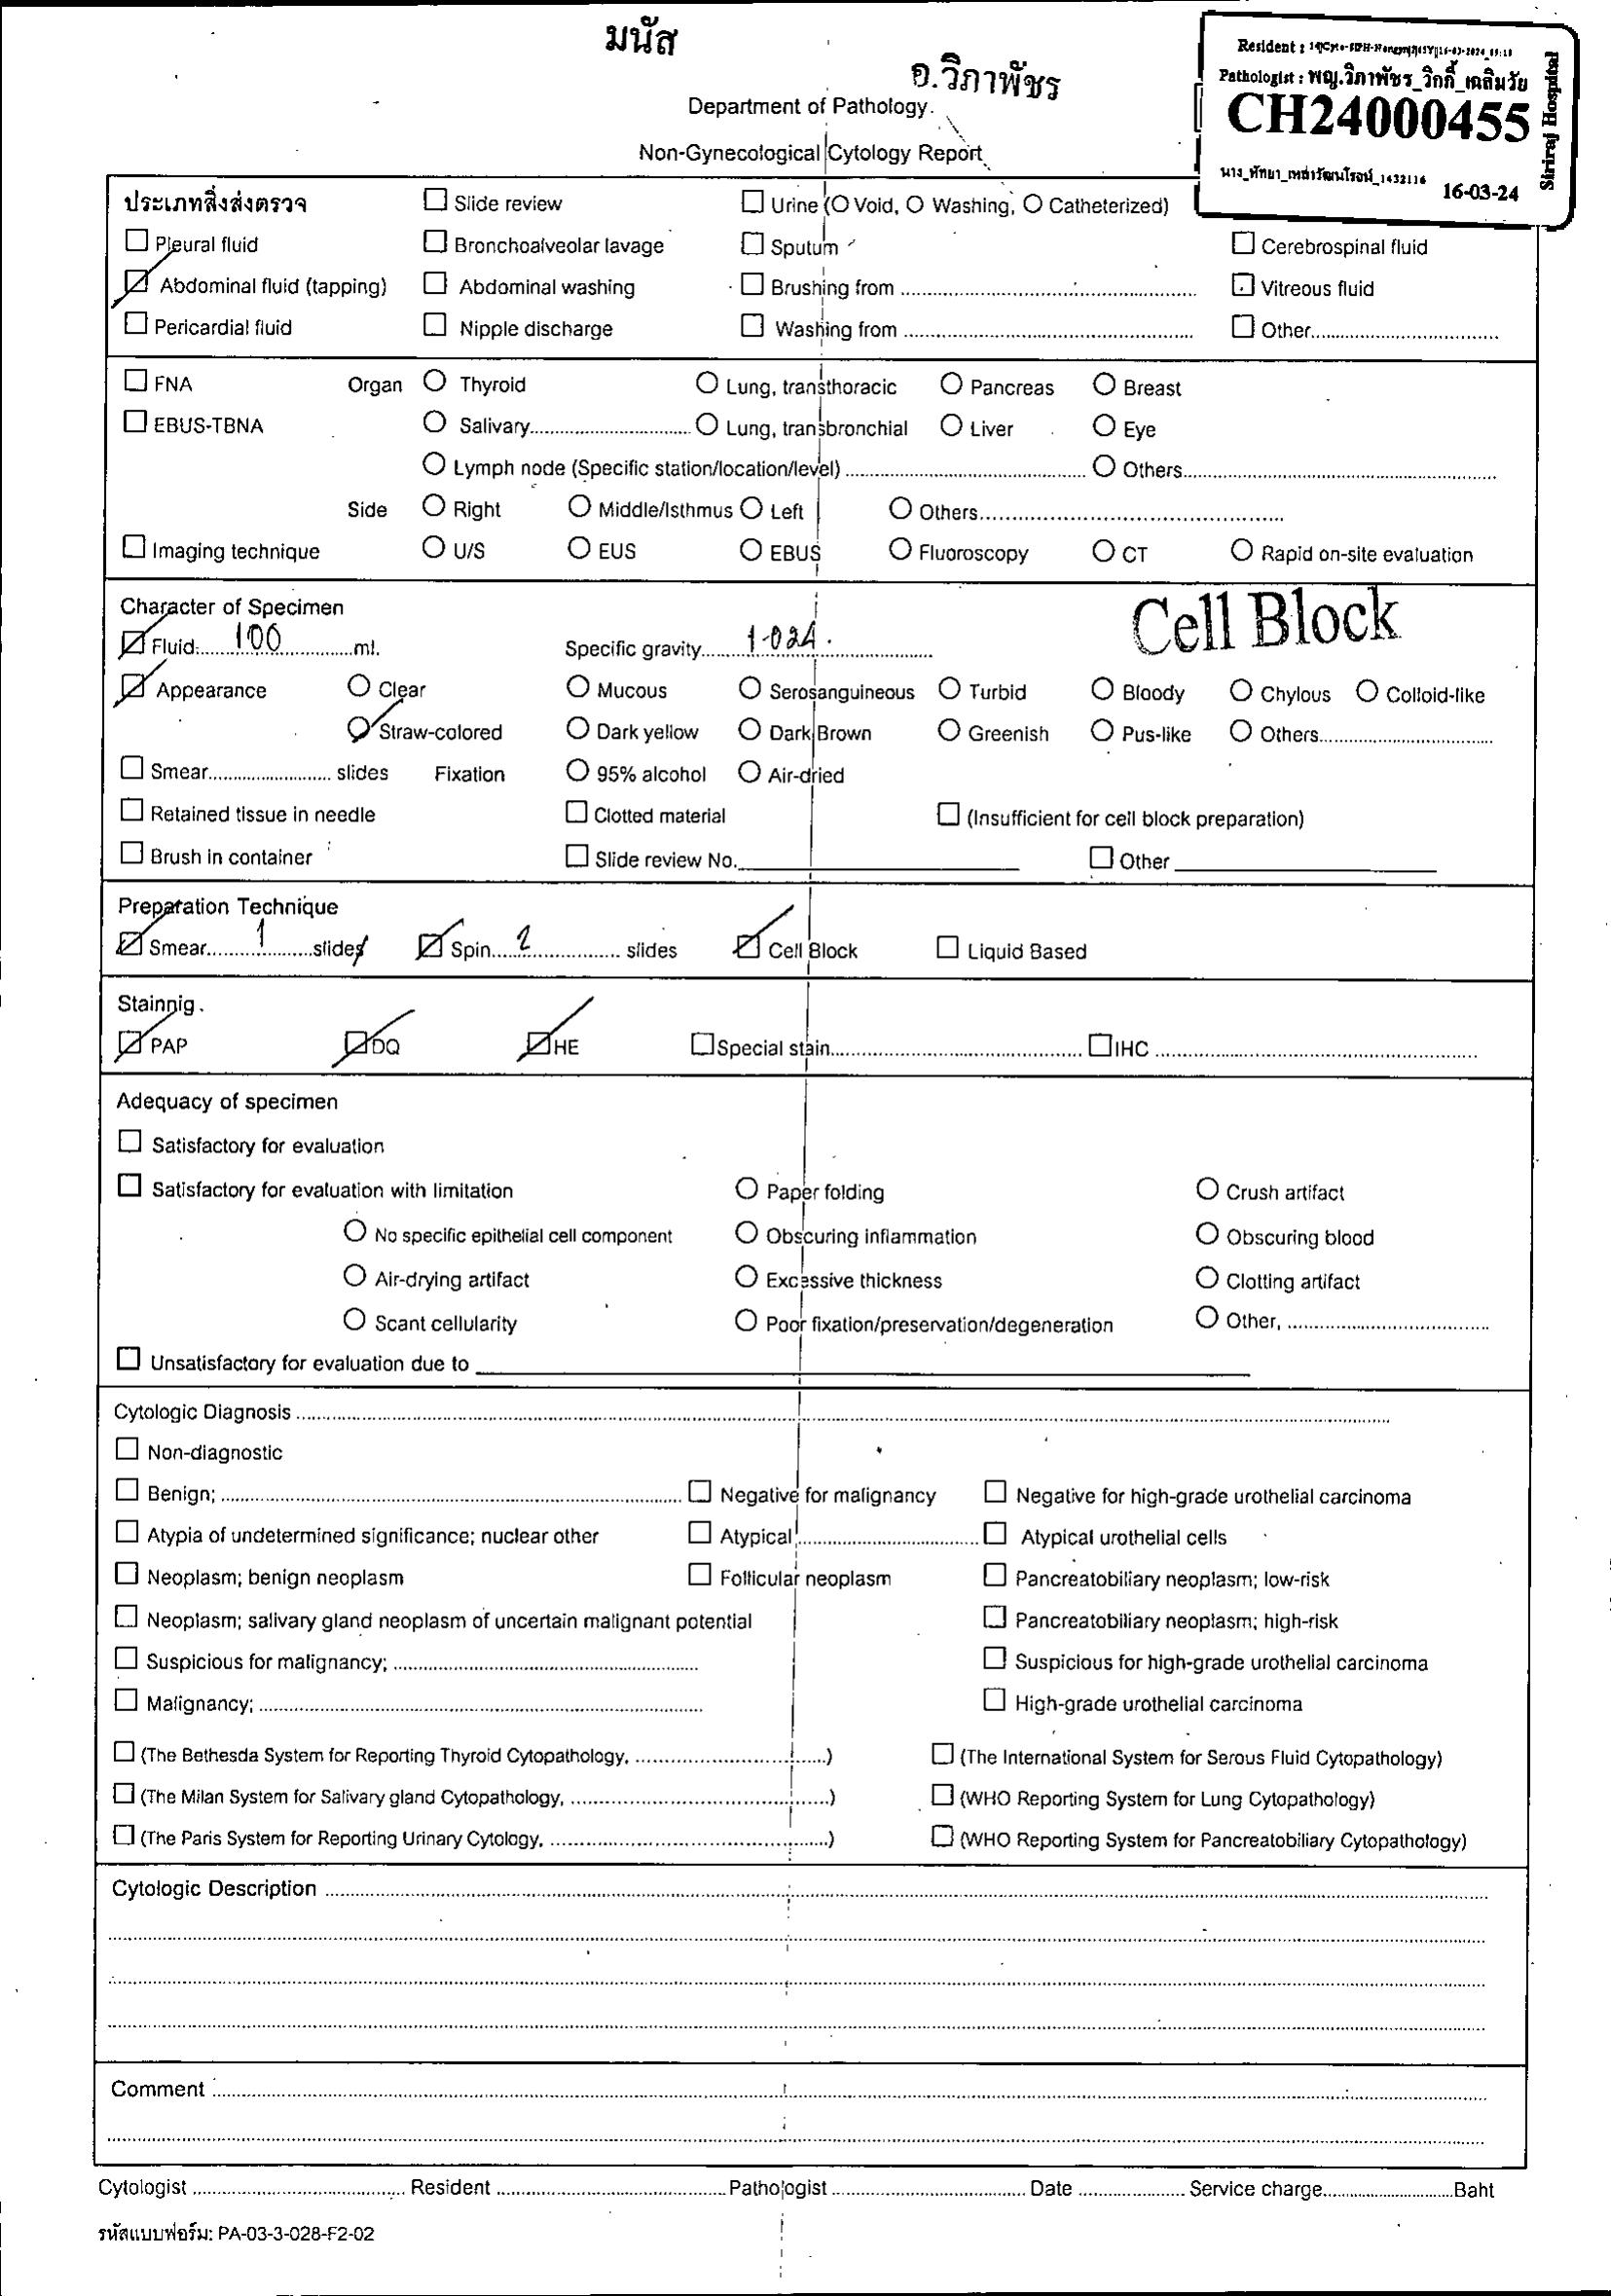 มนัส
อ.วิภาพัชร
Department of Pathology.
Non-Gynecological Cytology Report
Resident :
Pathologist : พญ.วิภาพัชร_วิกกี้_เฉลิมวัย
CH24000455
16-03-24
Siriraj Hospital
ประเภทสิ่งส่งตรวจ Slide review Urine (O Void, O Washing, O Catheterized)
Pleural fluid Bronchoalveolar lavage Sputum Cerebrospinal fluid
Abdominal fluid (tapping) Abdominal washing Brushing from Vitreous fluid
Pericardial fluid Nipple discharge Washing from Other
FNA Organ Thyroid Lung, transthoracic Pancreas Breast
EBUS-TBNA Salivary Lung, transbronchial Liver Eye
Lymph node (Specific station/location/level) Others
Side Right Middle/Isthmus Left Others
Imaging technique U/S EUS EBUS Fluoroscopy CT Rapid on-site evaluation
Character of Specimen
Cell Block
Fluid 100 ml. Specific gravity 1.024.
Appearance Clear Mucous Serosanguineous Turbid Bloody Chylous Colloid-like
Straw-colored Dark yellow Dark Brown Greenish Pus-like Others
Smear slides Fixation 95% alcohol Air-dried
Retained tissue in needle Clotted material (Insufficient for cell block preparation)
Brush in container Slide review No. Other
Preparation Technique
Smear 1 slides Spin 2 slides Cell Block Liquid Based
Stainnig.
PAP DQ HE Special stain IHC
Adequacy of specimen
Satisfactory for evaluation
Satisfactory for evaluation with limitation Paper folding Crush artifact
No specific epithelial cell component Obscuring inflammation Obscuring blood
Air-drying artifact Excessive thickness Clotting artifact
Scant cellularity Poor fixation/preservation/degeneration Other,
Unsatisfactory for evaluation due to
Cytologic Diagnosis
Non-diagnostic
Benign; Negative for malignancy Negative for high-grade urothelial carcinoma
Atypia of undetermined significance; nuclear other Atypical Atypical urothelial cells
Neoplasm; benign neoplasm Follicular neoplasm Pancreatobiliary neoplasm; low-risk
Neoplasm; salivary gland neoplasm of uncertain malignant potential Pancreatobiliary neoplasm; high-risk
Suspicious for malignancy; Suspicious for high-grade urothelial carcinoma
Malignancy; High-grade urothelial carcinoma
(The Bethesda System for Reporting Thyroid Cytopathology, ) (The International System for Serous Fluid Cytopathology)
(The Milan System for Salivary gland Cytopathology, ) (WHO Reporting System for Lung Cytopathology)
(The Paris System for Reporting Urinary Cytology, ) (WHO Reporting System for Pancreatobiliary Cytopathology)
Cytologic Description
Comment
Cytologist Resident Pathologist Date Service charge Baht
รหัสแบบฟอร์ม: PA-03-3-028-F2-02